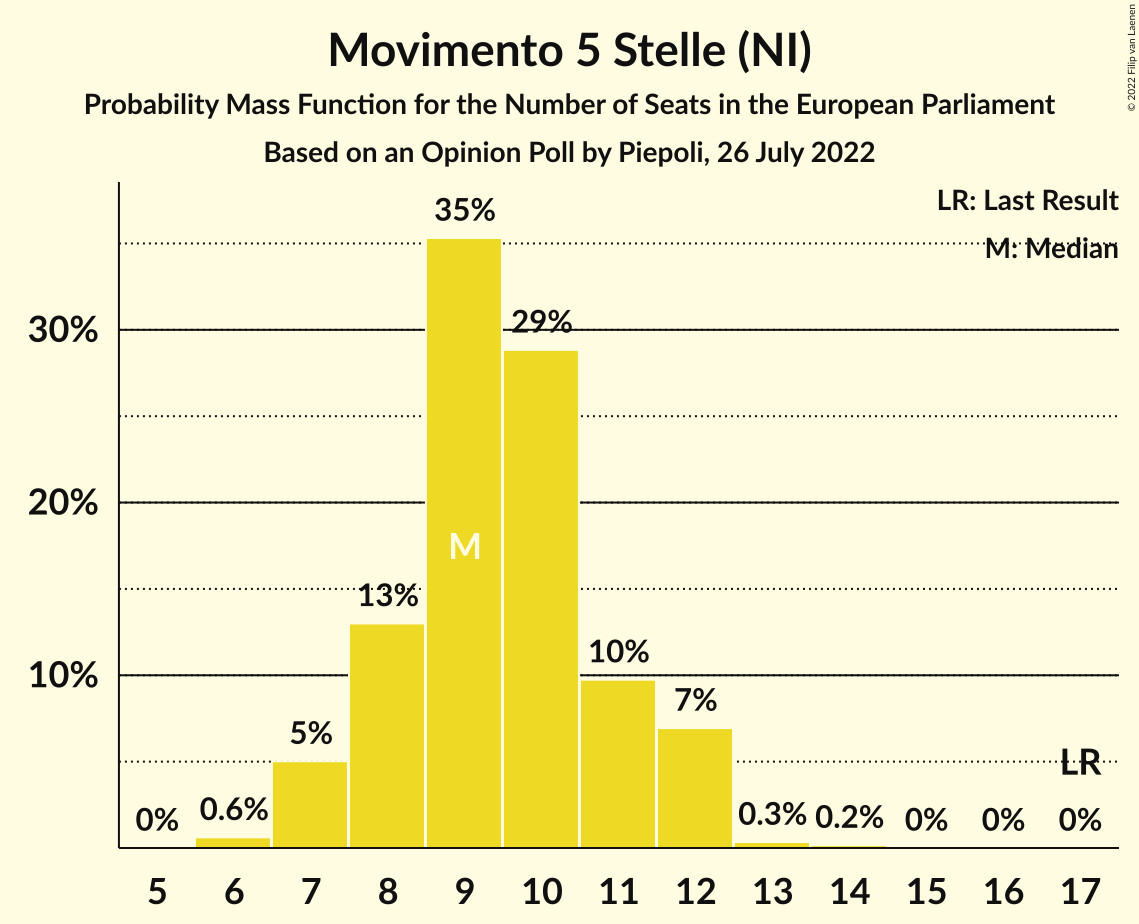 Movimento 5 Stelle (NI)
Probability Mass Function for the Number of Seats in the European Parliament
Based on an Opinion Poll by Piepoli, 26 July 2022
© 2022 Filip van Laenen
LR: Last Result
M: Median
35%
30%
29%
20%
M
13%
10%
10%
7%
5%
LR
0%
0.6%
0.3%
0.2%
0%
0%
0%
5 6 7 8 9 10 11 12 13 14 15 16 17